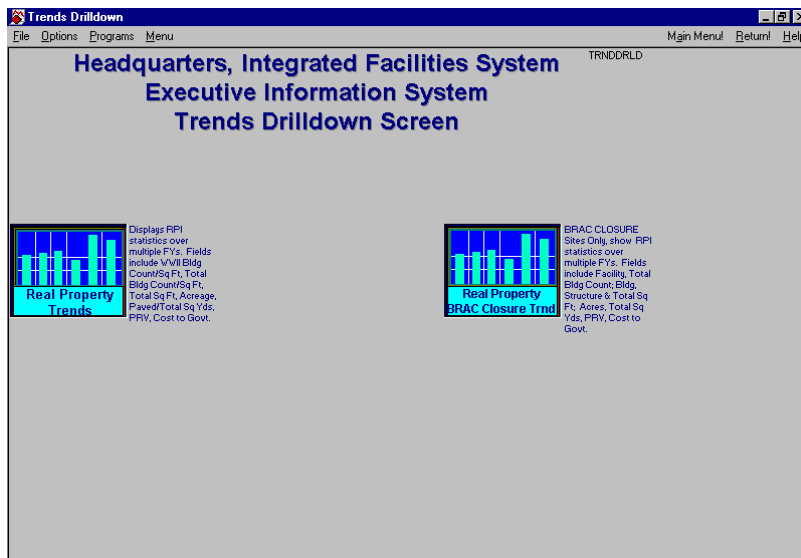 Trends Drilldown
File Options Programs Menu Main Menu! Return! Help
TRNDDRLD
Headquarters, Integrated Facilities System
Executive Information System
Trends Drilldown Screen
Displays RPI
statistics over
multiple FYs. Fields
include WWII Bldg
Count/Sq Ft, Total
Bldg Count/Sq Ft,
Total Sq Ft, Acreage,
Paved/Total Sq Yds,
PRV, Cost to Govt.
Real Property
Trends
BRAC CLOSURE
Sites Only, show RPI
statistics over
multiple FYs. Fields
include Facility, Total
Bldg Count; Bldg,
Structure & Total Sq
Ft; Acres, Total Sq
Yds, PRV, Cost to
Govt.
Real Property
BRAC Closure Trnd